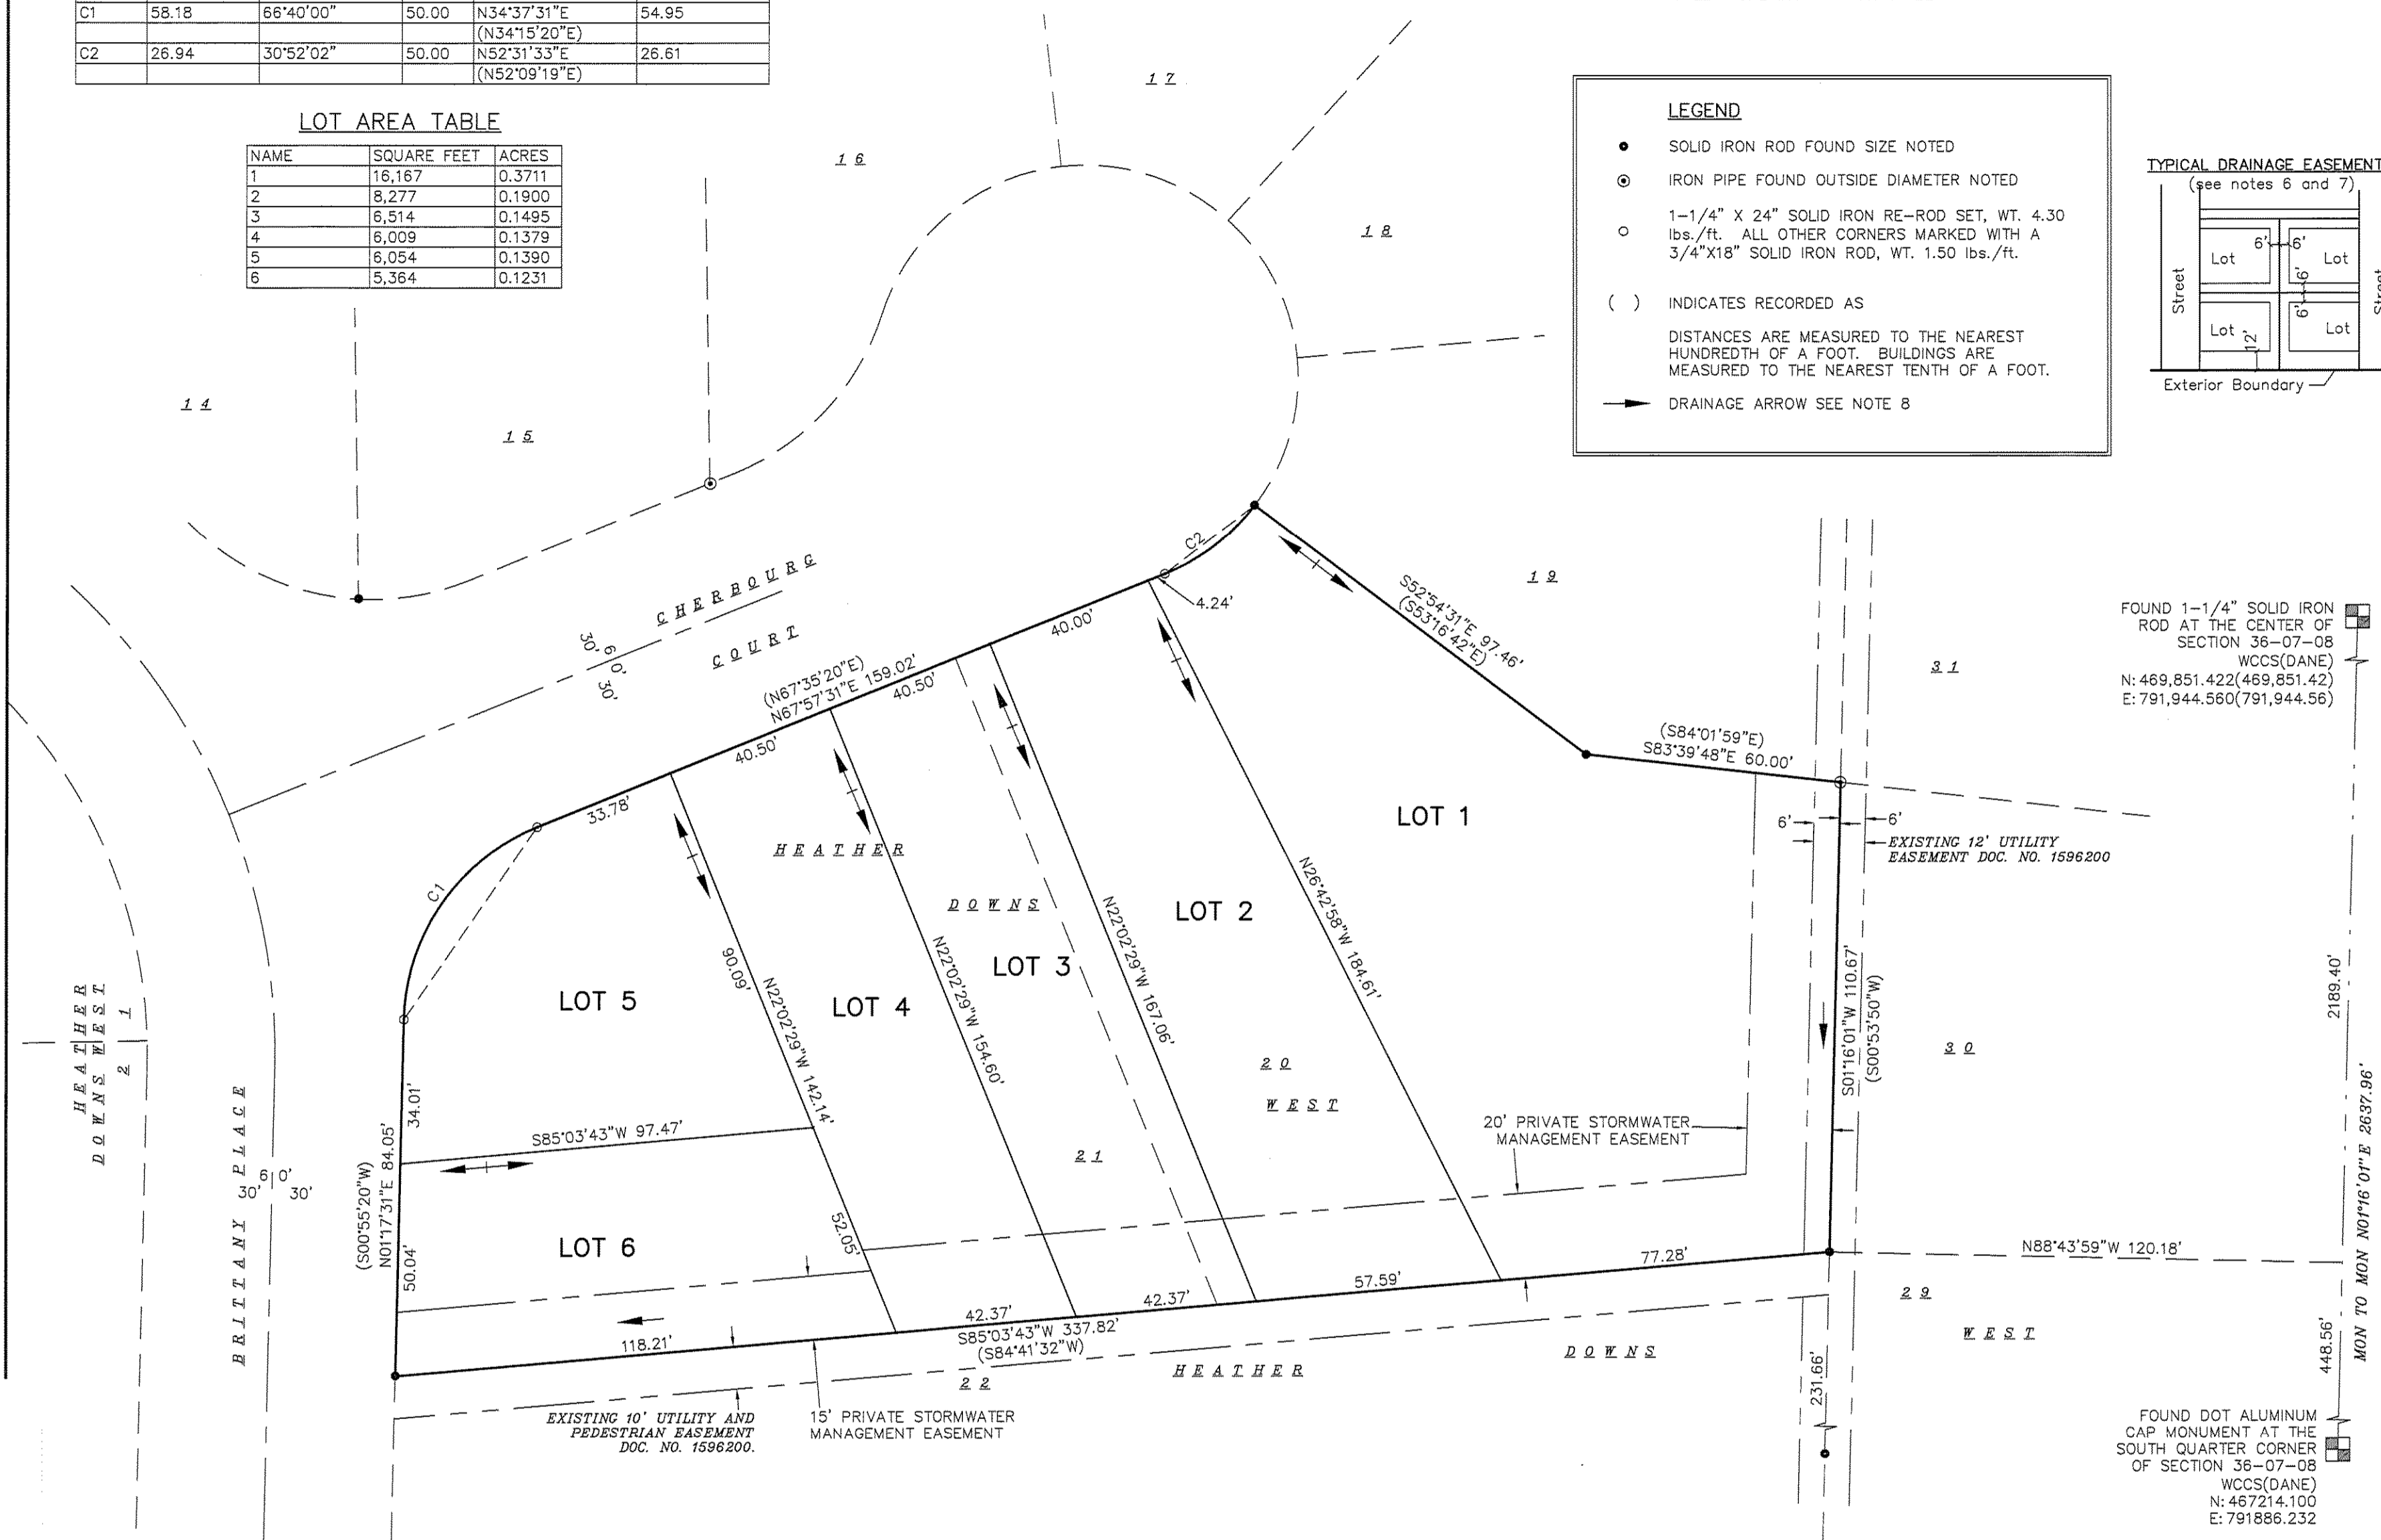 C1 58.18 66°40'00" 50.00 N34°37'31"E 54.95
(N34°15'20"E)
C2 26.94 30°52'02" 50.00 N52°31'33"E 26.61
(N52°09'19"E)
LOT AREA TABLE
NAME SQUARE FEET ACRES
1 16,167 0.3711
2 8,277 0.1900
3 6,514 0.1495
4 6,009 0.1379
5 6,054 0.1390
6 5,364 0.1231
14
15
16
17
18
19
LEGEND
SOLID IRON ROD FOUND SIZE NOTED
IRON PIPE FOUND OUTSIDE DIAMETER NOTED
1-1/4" X 24" SOLID IRON RE-ROD SET, WT. 4.30
lbs./ft. ALL OTHER CORNERS MARKED WITH A
3/4"X18" SOLID IRON ROD, WT. 1.50 lbs./ft.
( ) INDICATES RECORDED AS
DISTANCES ARE MEASURED TO THE NEAREST
HUNDREDTH OF A FOOT. BUILDINGS ARE
MEASURED TO THE NEAREST TENTH OF A FOOT.
DRAINAGE ARROW SEE NOTE 8
TYPICAL DRAINAGE EASEMENT
(see notes 6 and 7)
6' 6'
Lot Lot
6'
6'
Lot Lot
12'
Street
Exterior Boundary
FOUND 1-1/4" SOLID IRON
ROD AT THE CENTER OF
SECTION 36-07-08
WCCS(DANE)
N: 469,851.422(469,851.42)
E: 791,944.560(791,944.56)
CHERBOURG
COURT
30' 60' 30'
C2
4.24'
40.00'
(N67°35'20"E)
N67°57'31"E 159.02'
40.50'
40.50'
33.78'
C1
S52°54'31"E 97.46'
(S53°16'42"E)
31
(S84°01'59"E)
S83°39'48"E 60.00'
6' 6'
EXISTING 12' UTILITY
EASEMENT DOC. NO. 1596200
LOT 1
HEATHER
DOWNS
LOT 2
LOT 3
LOT 4
LOT 5
N26°42'58"W 184.61'
N22°02'29"W 167.06'
N22°02'29"W 154.60'
N22°02'29"W 142.14'
90.09'
52.05'
S01°16'01"W 110.67'
(S00°53'50"W)
30
20
WEST
21
20' PRIVATE STORMWATER
MANAGEMENT EASEMENT
HEATHER
DOWNS WEST
1
2
BRITTANY PLACE
30' 60' 30'
34.01'
(S00°55'20"W)
N01°17'31"E 84.05'
50.04'
S85°03'43"W 97.47'
LOT 6
118.21'
42.37'
42.37'
57.59'
77.28'
S85°03'43"W 337.82'
(S84°41'32"W)
22
HEATHER
DOWNS
WEST
29
N88°43'59"W 120.18'
231.66'
2189.40'
MON TO MON N01°16'01"E 2637.96'
448.56'
EXISTING 10' UTILITY AND
PEDESTRIAN EASEMENT
DOC. NO. 1596200.
15' PRIVATE STORMWATER
MANAGEMENT EASEMENT
FOUND DOT ALUMINUM
CAP MONUMENT AT THE
SOUTH QUARTER CORNER
OF SECTION 36-07-08
WCCS(DANE)
N: 467214.100
E: 791886.232